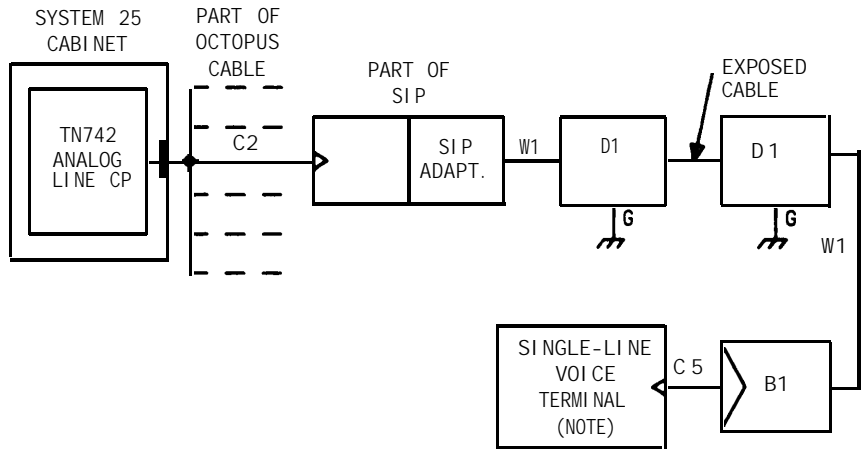 SYSTEM 25
CABINET
PART OF
OCTOPUS
CABLE
PART OF
SIP
EXPOSED
CABLE
TN742
ANALOG
LINE CP
C2
SIP
ADAPT.
W1
D1
D1
G
G
W1
SINGLE-LINE
VOICE
TERMINAL
(NOTE)
C5
B1